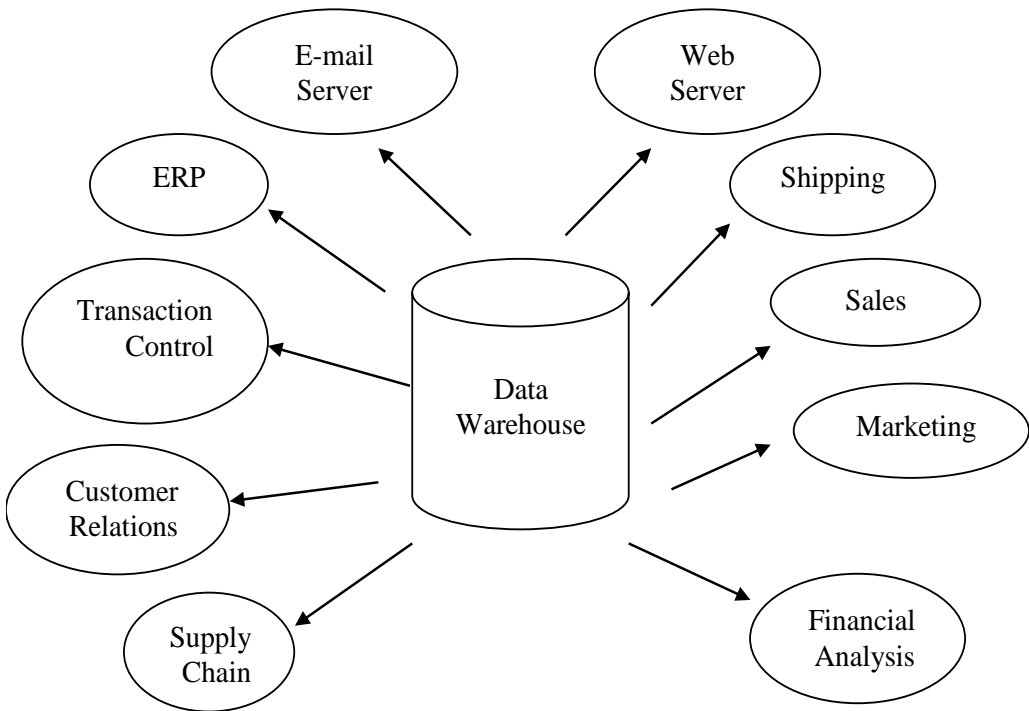 E-mail
Server
Web
Server
ERP
Shipping
Transaction
Control
Sales
Data
Warehouse
Marketing
Customer
Relations
Supply
Chain
Financial
Analysis